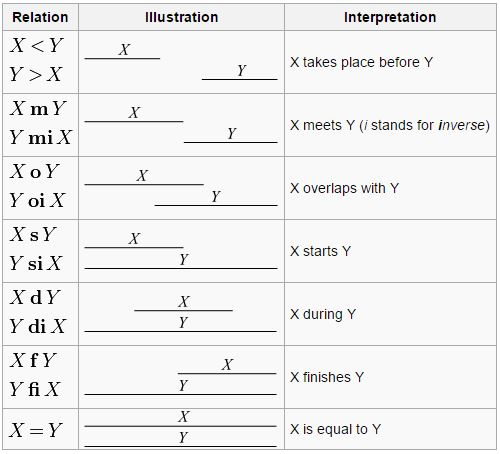 Relation Illustration Interpretation
X < Y
Y > X
X
Y
X takes place before Y
X m Y
Y mi X
X
Y
X meets Y (i stands for inverse)
X o Y
Y oi X
X
Y
X overlaps with Y
X s Y
Y si X
X
Y
X starts Y
X d Y
Y di X
X
Y
X during Y
X f Y
Y fi X
X
Y
X finishes Y
X = Y
X
Y
X is equal to Y